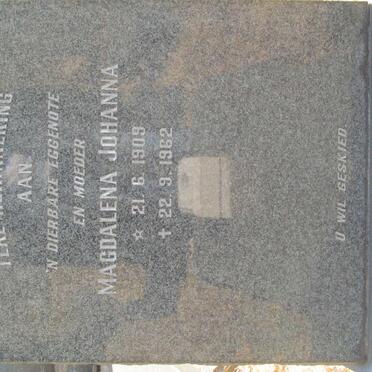 AAN
'N DIERBARE EGGENOTE
EN MOEDER
MAGDALENA JOHANNA
☆ 21. 6. 1909
✝ 22. 9. 1962
U WIL GESKIED